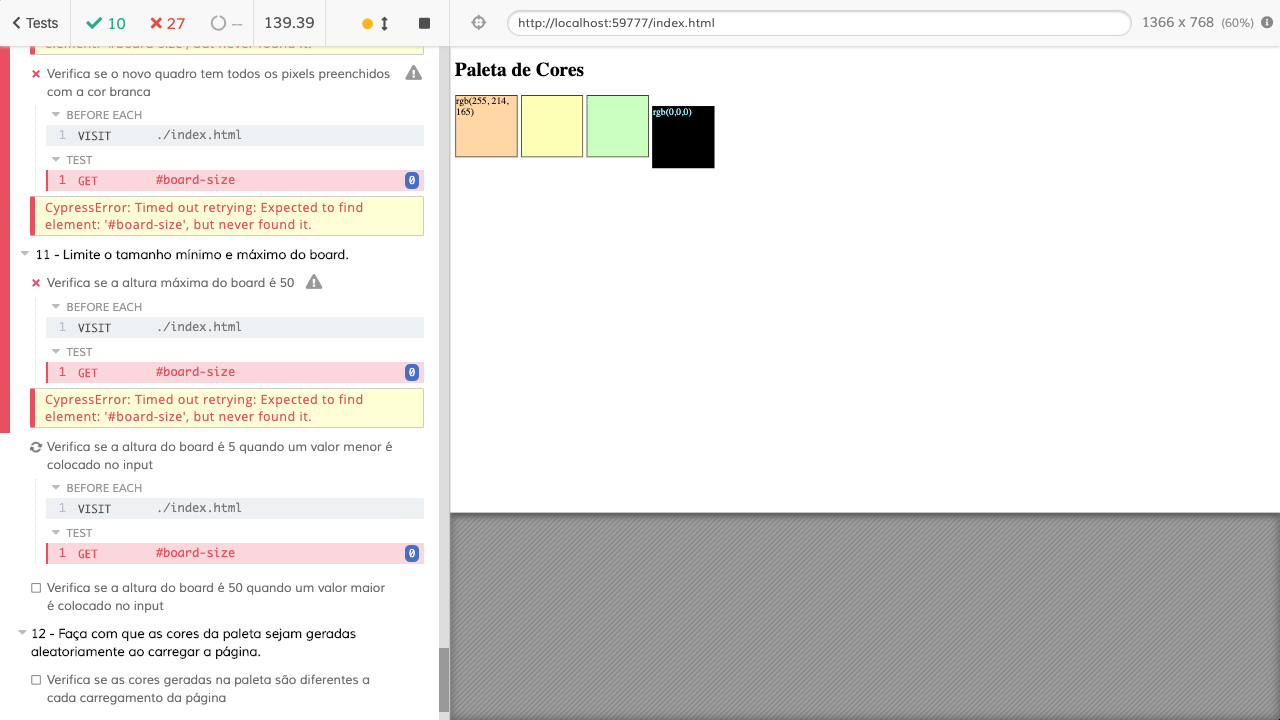 Tests
10
27
--
139.39
http://localhost:59777/index.html
1366 x 768 (60%)
element: '#board-size', but never found it.
Verifica se o novo quadro tem todos os pixels preenchidos
com a cor branca
BEFORE EACH
1 VISIT ./index.html
TEST
1 GET #board-size 0
CypressError: Timed out retrying: Expected to find
element: '#board-size', but never found it.
11 - Limite o tamanho mínimo e máximo do board.
Verifica se a altura máxima do board é 50
BEFORE EACH
1 VISIT ./index.html
TEST
1 GET #board-size 0
CypressError: Timed out retrying: Expected to find
element: '#board-size', but never found it.
Verifica se a altura do board é 5 quando um valor menor é
colocado no input
BEFORE EACH
1 VISIT ./index.html
TEST
1 GET #board-size 0
Verifica se a altura do board é 50 quando um valor maior
é colocado no input
12 - Faça com que as cores da paleta sejam geradas
aleatoriamente ao carregar a página.
Verifica se as cores geradas na paleta são diferentes a
cada carregamento da página
Paleta de Cores
rgb(255, 214,
165)
rgb(0,0,0)